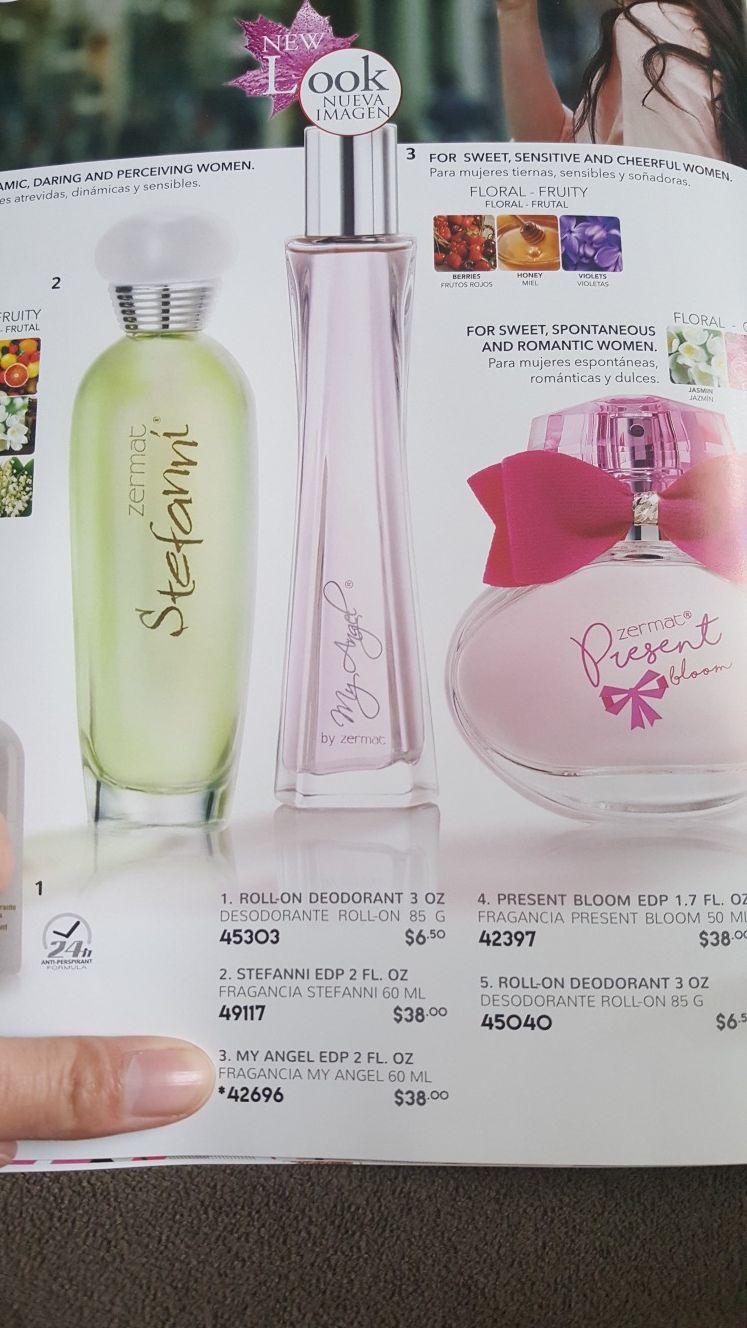 NEW
Look
NUEVA
IMAGEN
DARING AND PERCEIVING WOMEN.
atrevidas, dinámicas y sensibles.
2
- FRUTAL
zermat
Stefanni®
My Angel®
by zermat
3 FOR SWEET, SENSITIVE AND CHEERFUL WOMEN.
Para mujeres tiernas, sensibles y soñadoras.
FLORAL - FRUITY
FLORAL - FRUTAL
BERRIES HONEY VIOLETS
FRUTOS ROJOS MIEL VIOLETAS
FOR SWEET, SPONTANEOUS
AND ROMANTIC WOMEN.
Para mujeres espontáneas,
románticas y dulces.
FLORAL -
JASMIN
JAZMÍN
zermat®
Present
bloom
1
24h
ANTI-PERSPIRANT
FORMULA
1. ROLL-ON DEODORANT 3 OZ
DESODORANTE ROLL-ON 85 G
45303 $6.50
2. STEFANNI EDP 2 FL. OZ
FRAGANCIA STEFANNI 60 ML
49117 $38.00
3. MY ANGEL EDP 2 FL. OZ
FRAGANCIA MY ANGEL 60 ML
*42696 $38.00
4. PRESENT BLOOM EDP 1.7 FL. OZ
FRAGANCIA PRESENT BLOOM 50 ML
42397 $38.00
5. ROLL-ON DEODORANT 3 OZ
DESODORANTE ROLL-ON 85 G
45040 $6.5